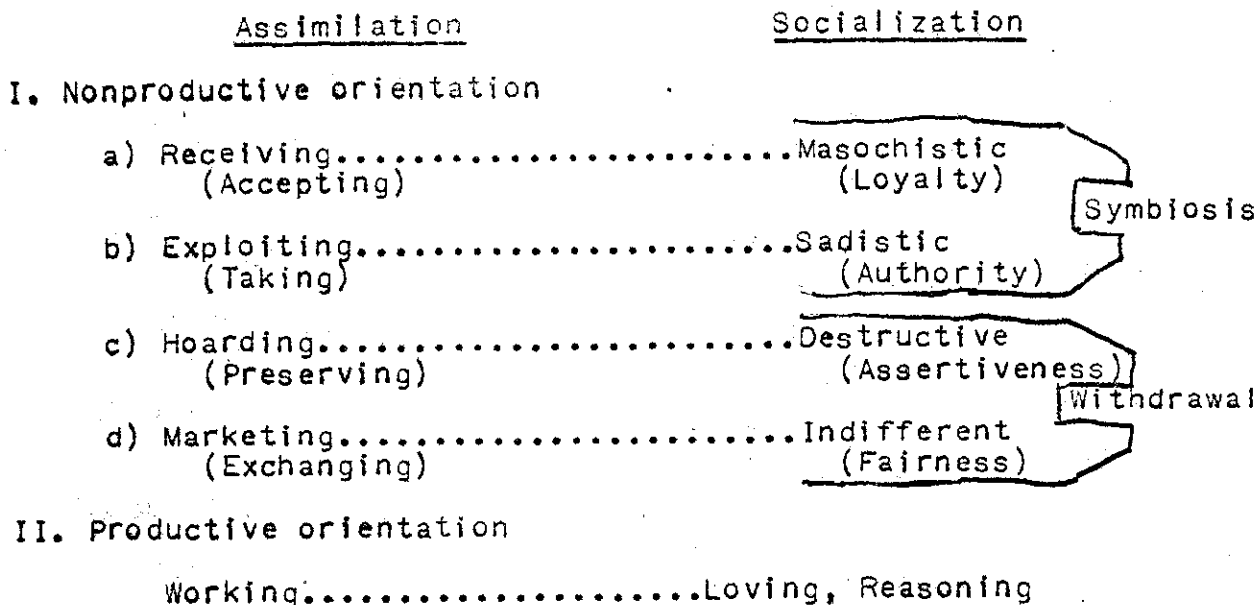 Assimilation Socialization
I. Nonproductive orientation
a) Receiving........................Masochistic
(Accepting) (Loyalty)
Symbiosis
b) Exploiting.......................Sadistic
(Taking) (Authority)
c) Hoarding.........................Destructive
(Preserving) (Assertiveness)
Withdrawal
d) Marketing........................Indifferent
(Exchanging) (Fairness)
II. Productive orientation
Working.....................Loving, Reasoning